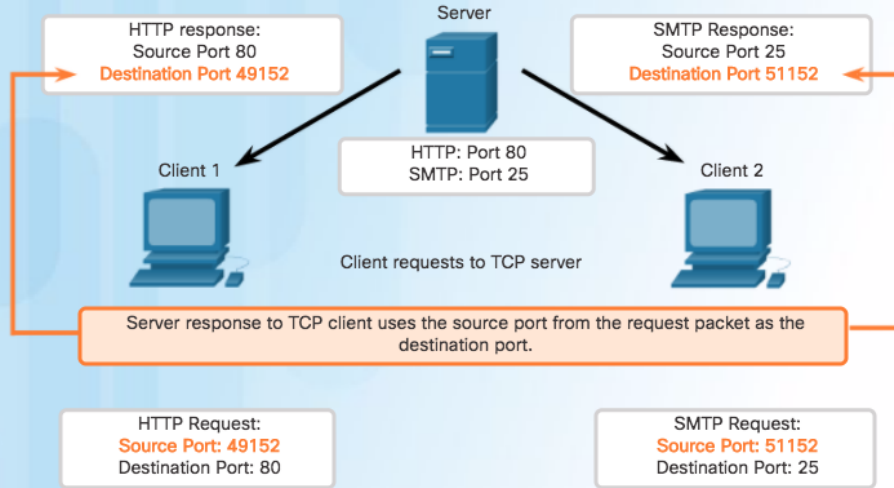 Server
HTTP response:
Source Port 80
Destination Port 49152
SMTP Response:
Source Port 25
Destination Port 51152
HTTP: Port 80
SMTP: Port 25
Client 1
Client 2
Client requests to TCP server
Server response to TCP client uses the source port from the request packet as the
destination port.
HTTP Request:
Source Port: 49152
Destination Port: 80
SMTP Request:
Source Port: 51152
Destination Port: 25